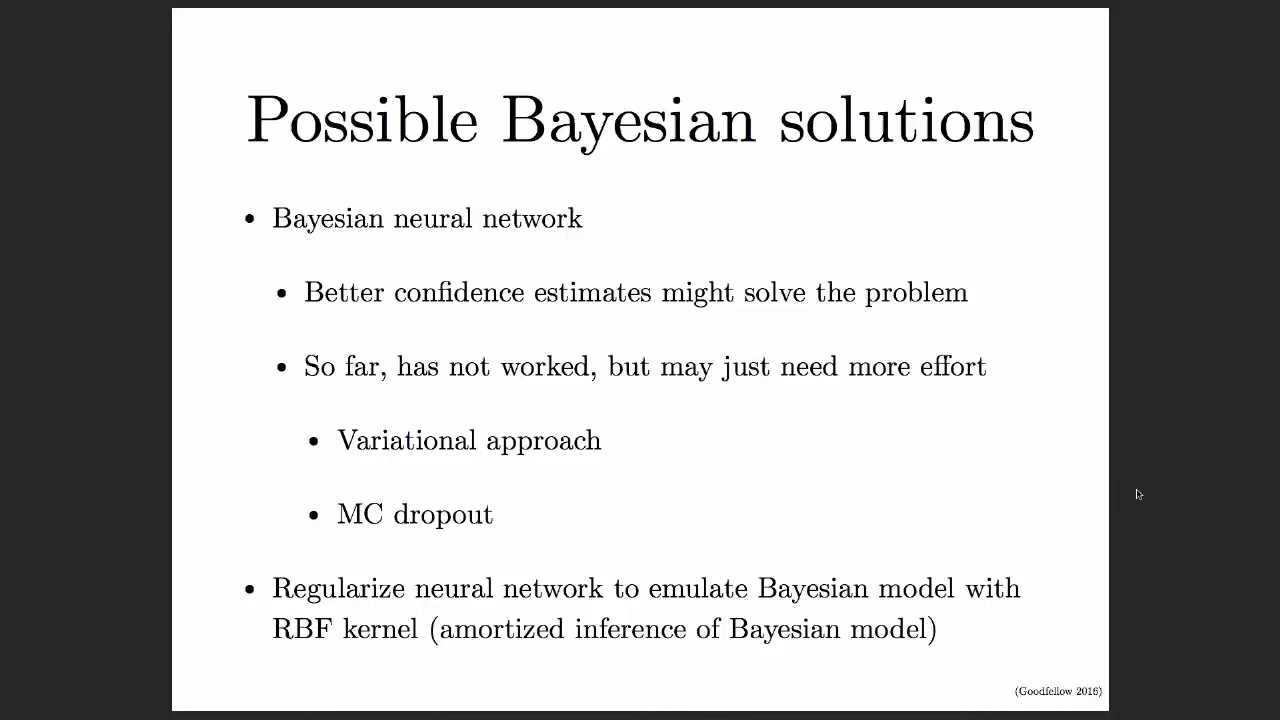 Possible Bayesian solutions
• Bayesian neural network
• Better confidence estimates might solve the problem
• So far, has not worked, but may just need more effort
• Variational approach
• MC dropout
• Regularize neural network to emulate Bayesian model with
RBF kernel (amortized inference of Bayesian model)
(Goodfellow 2016)